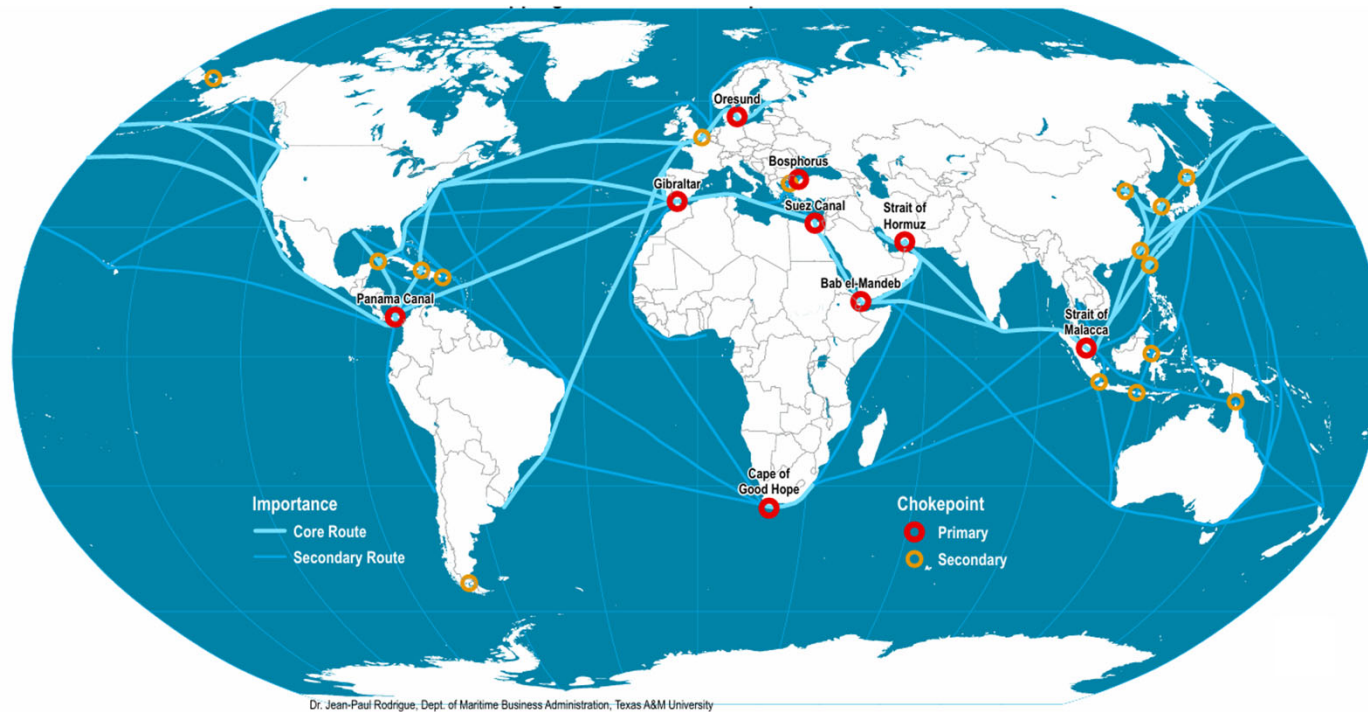 Oresund
Bosphorus
Gibraltar
Suez Canal
Strait of
Hormuz
Bab el-Mandeb
Panama Canal
Strait of
Malacca
Cape of
Good Hope
Importance
Core Route
Secondary Route
Chokepoint
Primary
Secondary
Dr. Jean-Paul Rodrigue, Dept. of Maritime Business Administration, Texas A&M University